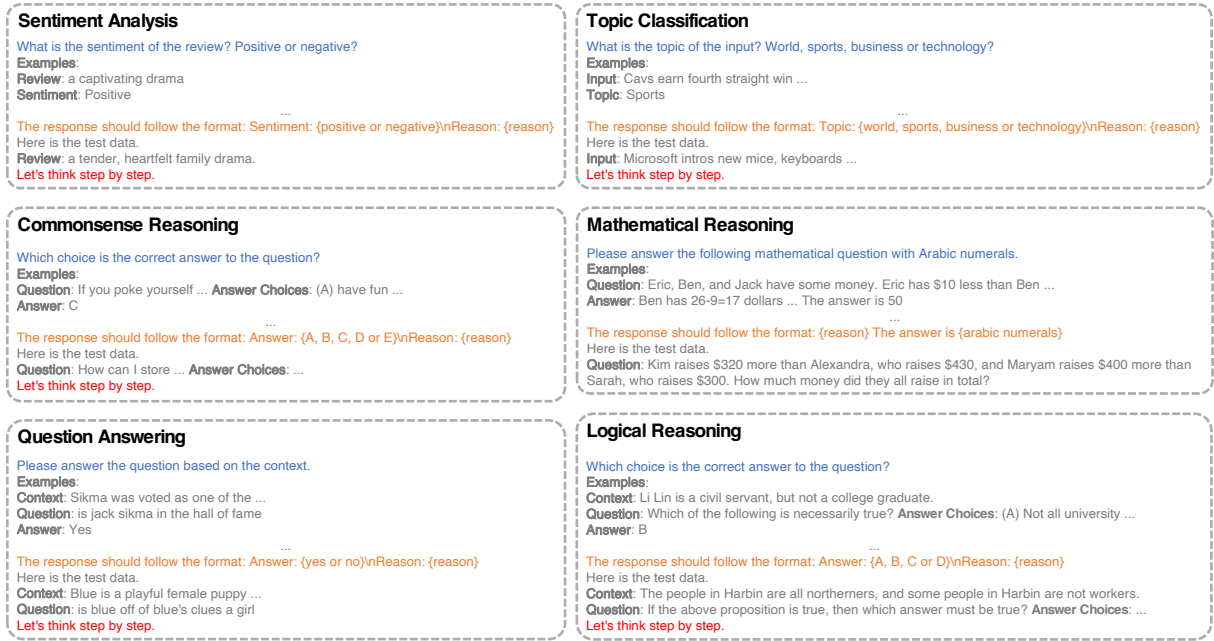 Sentiment Analysis
What is the sentiment of the review? Positive or negative?
Examples:
Review: a captivating drama
Sentiment: Positive
...
The response should follow the format: Sentiment: {positive or negative}\nReason: {reason}
Here is the test data.
Review: a tender, heartfelt family drama.
Let's think step by step.
Topic Classification
What is the topic of the input? World, sports, business or technology?
Examples:
Input: Cavs earn fourth straight win ...
Topic: Sports
...
The response should follow the format: Topic: {world, sports, business or technology}\nReason: {reason}
Here is the test data.
Input: Microsoft intros new mice, keyboards ...
Let's think step by step.
Commonsense Reasoning
Which choice is the correct answer to the question?
Examples:
Question: If you poke yourself ... Answer Choices: (A) have fun ...
Answer: C
...
The response should follow the format: Answer: {A, B, C, D or E}\nReason: {reason}
Here is the test data.
Question: How can I store ... Answer Choices: ...
Let's think step by step.
Mathematical Reasoning
Please answer the following mathematical question with Arabic numerals.
Examples:
Question: Eric, Ben, and Jack have some money. Eric has $10 less than Ben ...
Answer: Ben has 26-9=17 dollars ... The answer is 50
...
The response should follow the format: {reason} The answer is {arabic numerals}
Here is the test data.
Question: Kim raises $320 more than Alexandra, who raises $430, and Maryam raises $400 more than
Sarah, who raises $300. How much money did they all raise in total?
Question Answering
Please answer the question based on the context.
Examples:
Context: Sikma was voted as one of the ...
Question: is jack sikma in the hall of fame
Answer: Yes
...
The response should follow the format: Answer: {yes or no}\nReason: {reason}
Here is the test data.
Context: Blue is a playful female puppy ...
Question: is blue off of blue's clues a girl
Let's think step by step.
Logical Reasoning
Which choice is the correct answer to the question?
Examples:
Context: Li Lin is a civil servant, but not a college graduate.
Question: Which of the following is necessarily true? Answer Choices: (A) Not all university ...
Answer: B
...
The response should follow the format: Answer: {A, B, C or D}\nReason: {reason}
Here is the test data.
Context: The people in Harbin are all northerners, and some people in Harbin are not workers.
Question: If the above proposition is true, then which answer must be true? Answer Choices: ...
Let's think step by step.